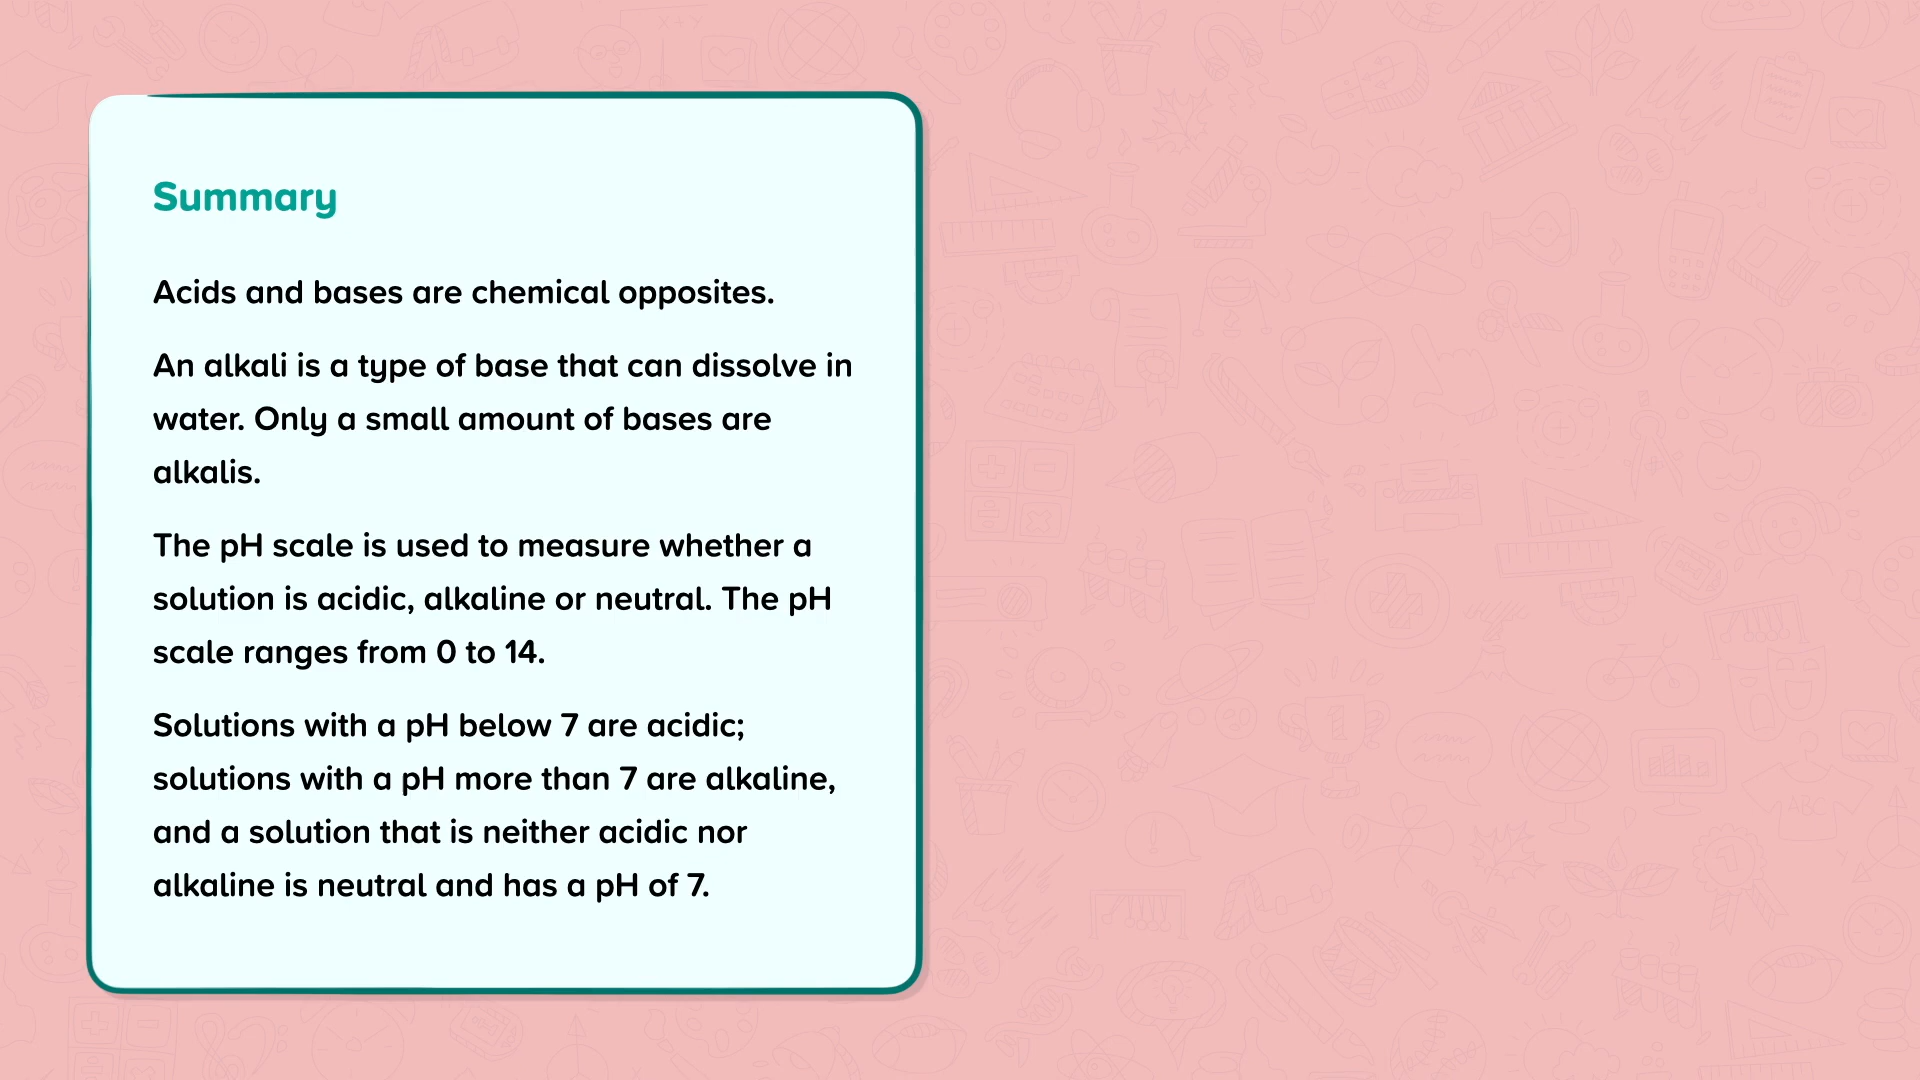 Summary
Acids and bases are chemical opposites.
An alkali is a type of base that can dissolve in
water. Only a small amount of bases are
alkalis.
The pH scale is used to measure whether a
solution is acidic, alkaline or neutral. The pH
scale ranges from 0 to 14.
Solutions with a pH below 7 are acidic;
solutions with a pH more than 7 are alkaline,
and a solution that is neither acidic nor
alkaline is neutral and has a pH of 7.